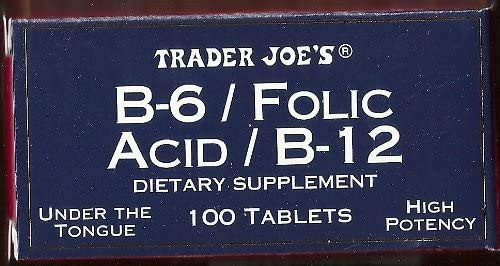 TRADER JOE'S®
B-6 / FOLIC
ACID / B-12
DIETARY SUPPLEMENT
UNDER THE
TONGUE
100 TABLETS
HIGH
POTENCY